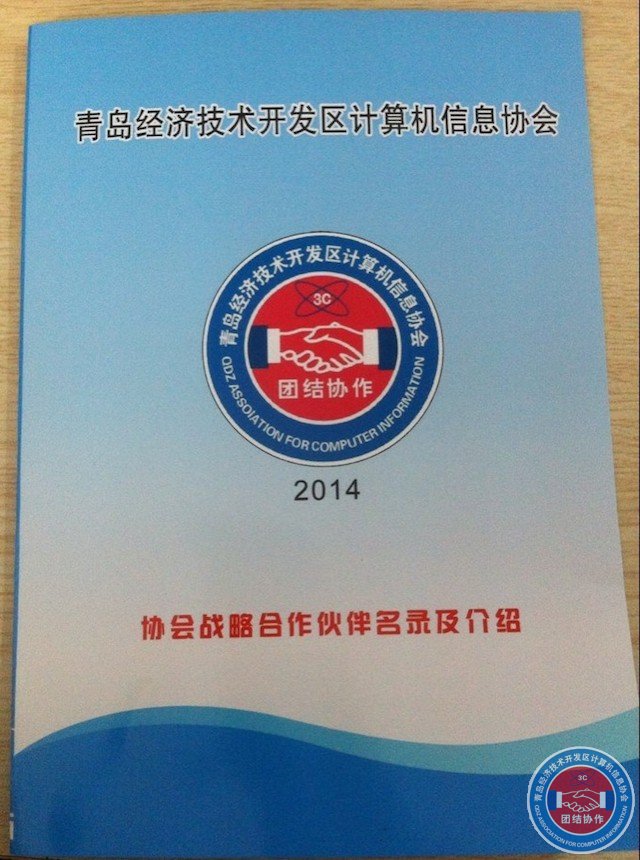 青岛经济技术开发区计算机信息协会
青岛经济技术开发区计算机信息协会
3C
团结协作
ODZ ASSOIATION FOR COMPUTER INFORMATION
2014
协会战略合作伙伴名录及介绍
青岛经济技术开发区计算机信息协会
3C
团结协作
ODZ ASSOCIATION FOR COMPUTER INFORMATION